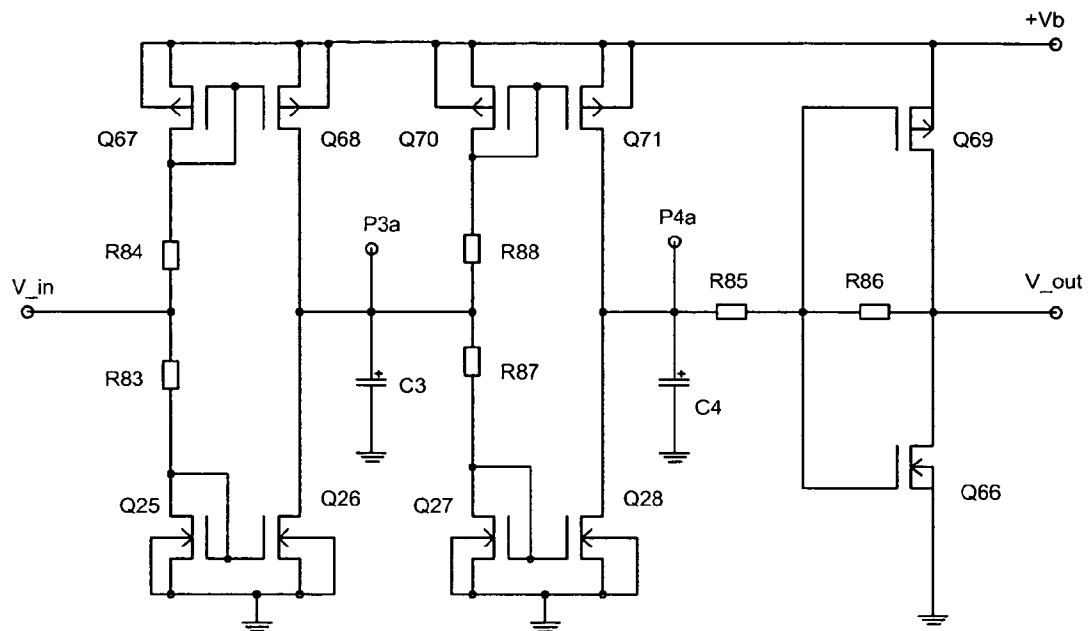 +Vb
Q67
Q68
Q70
Q71
Q69
P3a
P4a
R84
R88
R85
R86
V_in
V_out
R83
R87
C3
C4
Q25
Q26
Q27
Q28
Q66
+
+